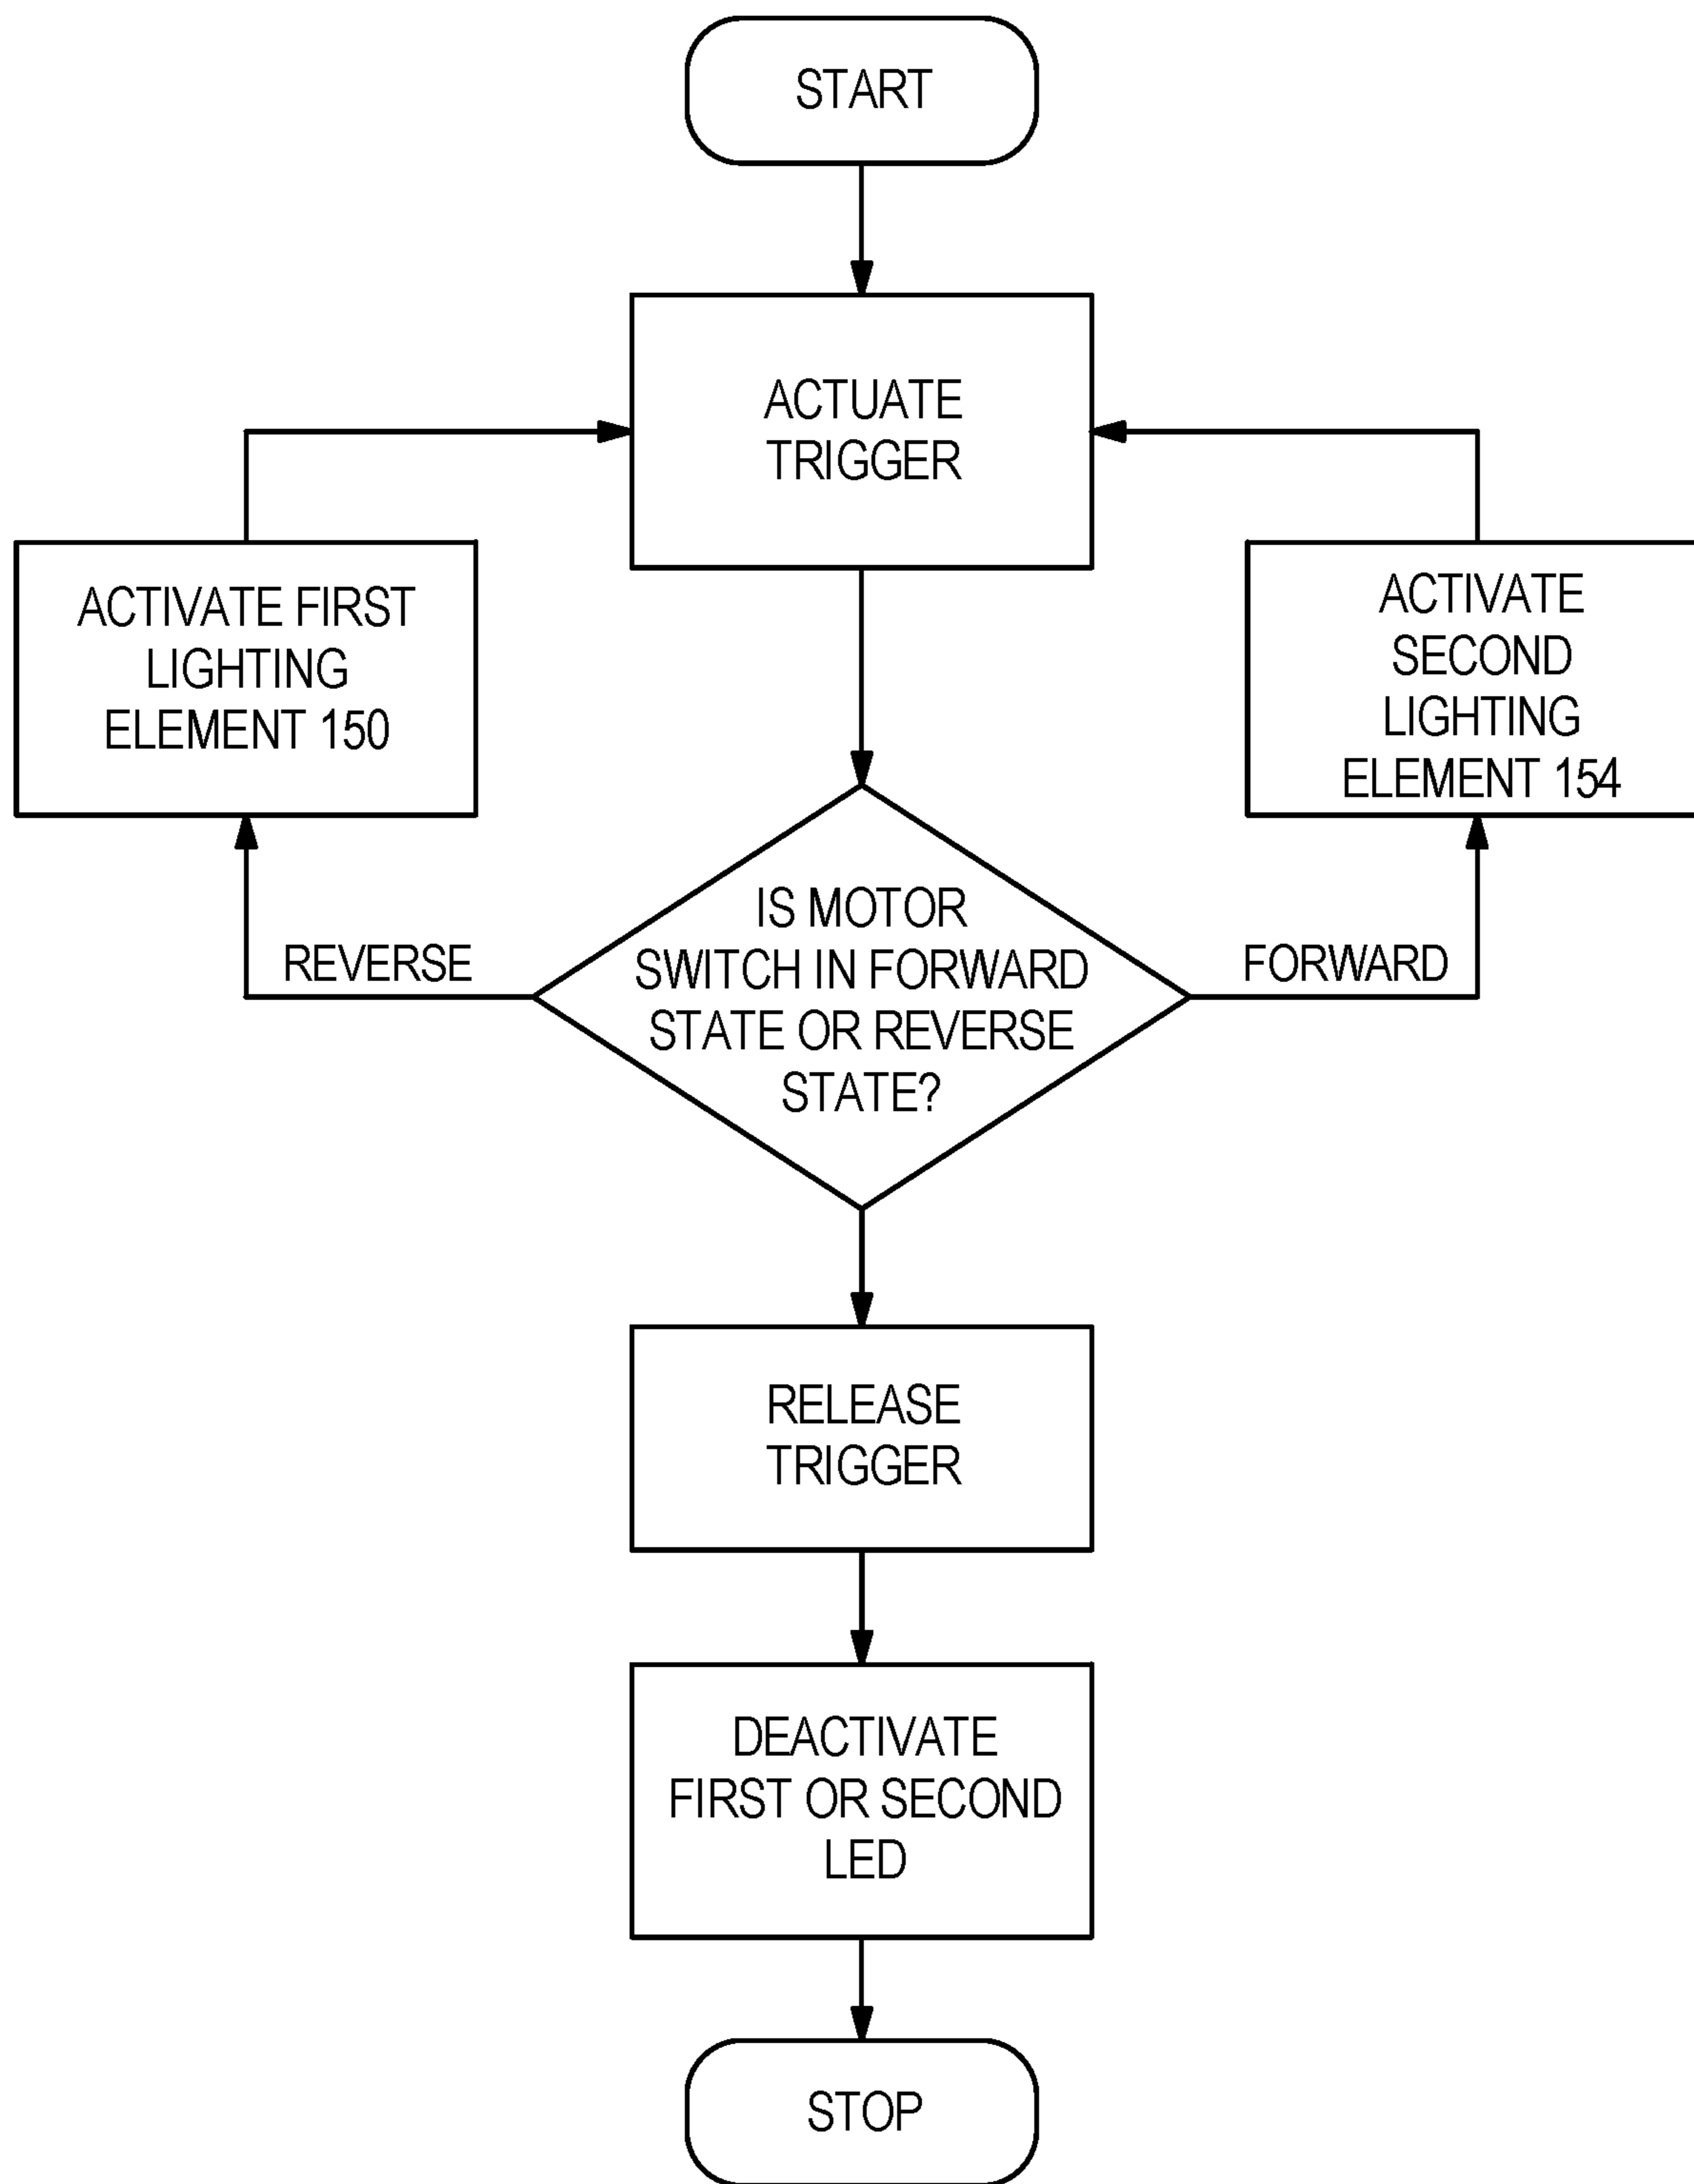 START
ACTUATE
TRIGGER
ACTIVATE FIRST
LIGHTING
ELEMENT 150
ACTIVATE
SECOND
LIGHTING
ELEMENT 154
IS MOTOR
SWITCH IN FORWARD
STATE OR REVERSE
STATE?
REVERSE
FORWARD
RELEASE
TRIGGER
DEACTIVATE
FIRST OR SECOND
LED
STOP